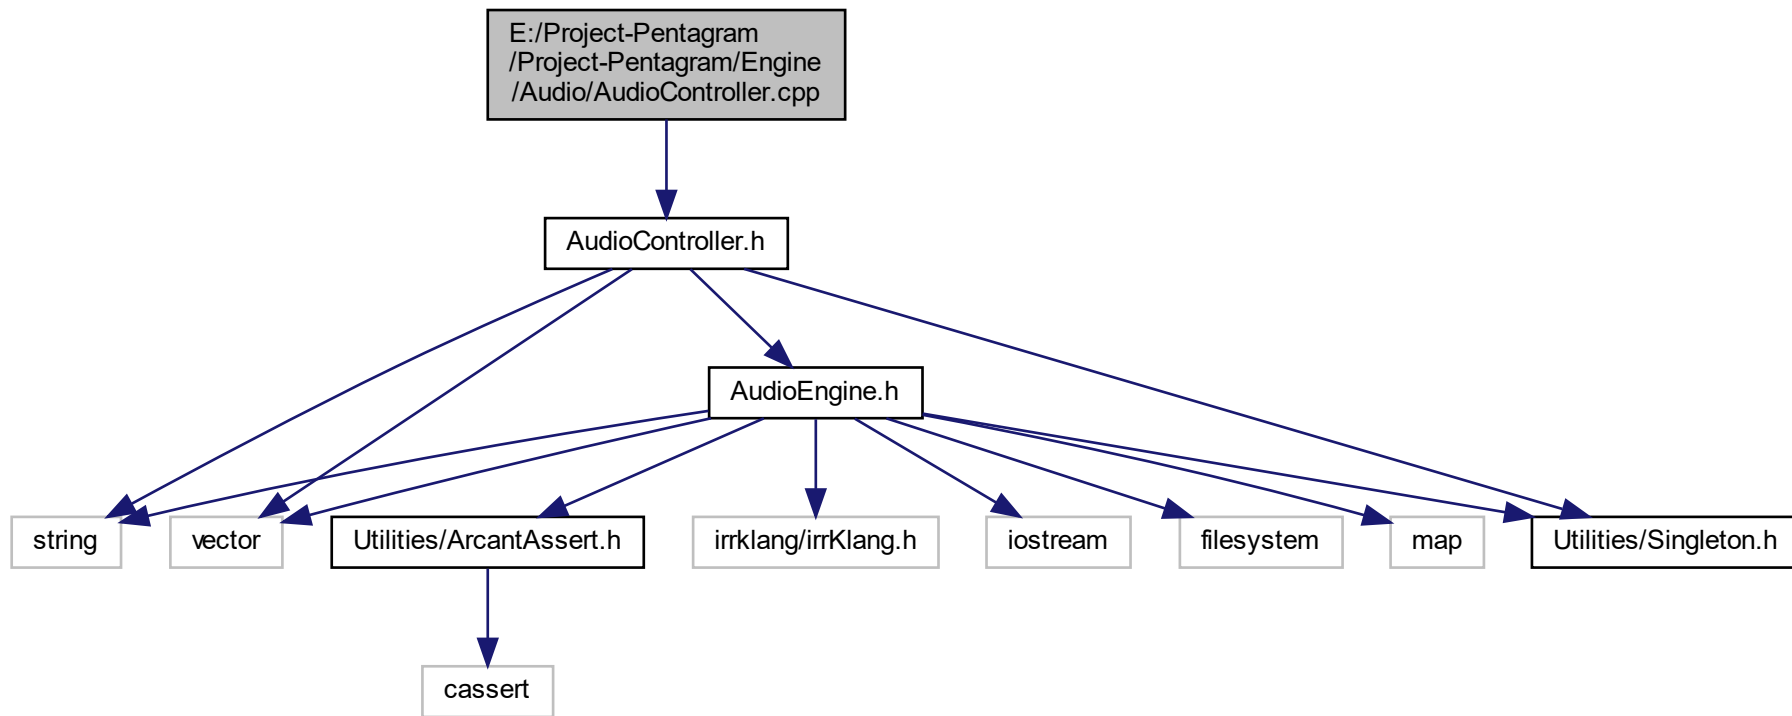 E:/Project-Pentagram
/Project-Pentagram/Engine
/Audio/AudioController.cpp
AudioController.h
AudioEngine.h
string
vector
Utilities/ArcantAssert.h
irrklang/irrKlang.h
iostream
filesystem
map
Utilities/Singleton.h
cassert